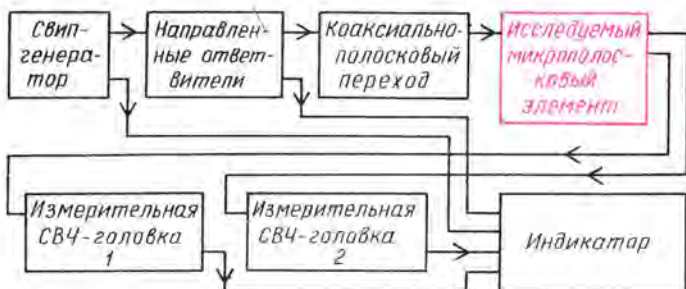 Свип-
генера-
тор
Направлен-
ные ответ-
вители
Коаксиально-
полосковый
переход
Исследуемый
микрополос-
ковый
элемент
Измерительная
СВЧ-головка
1
Измерительная
СВЧ-головка
2
Индикатор